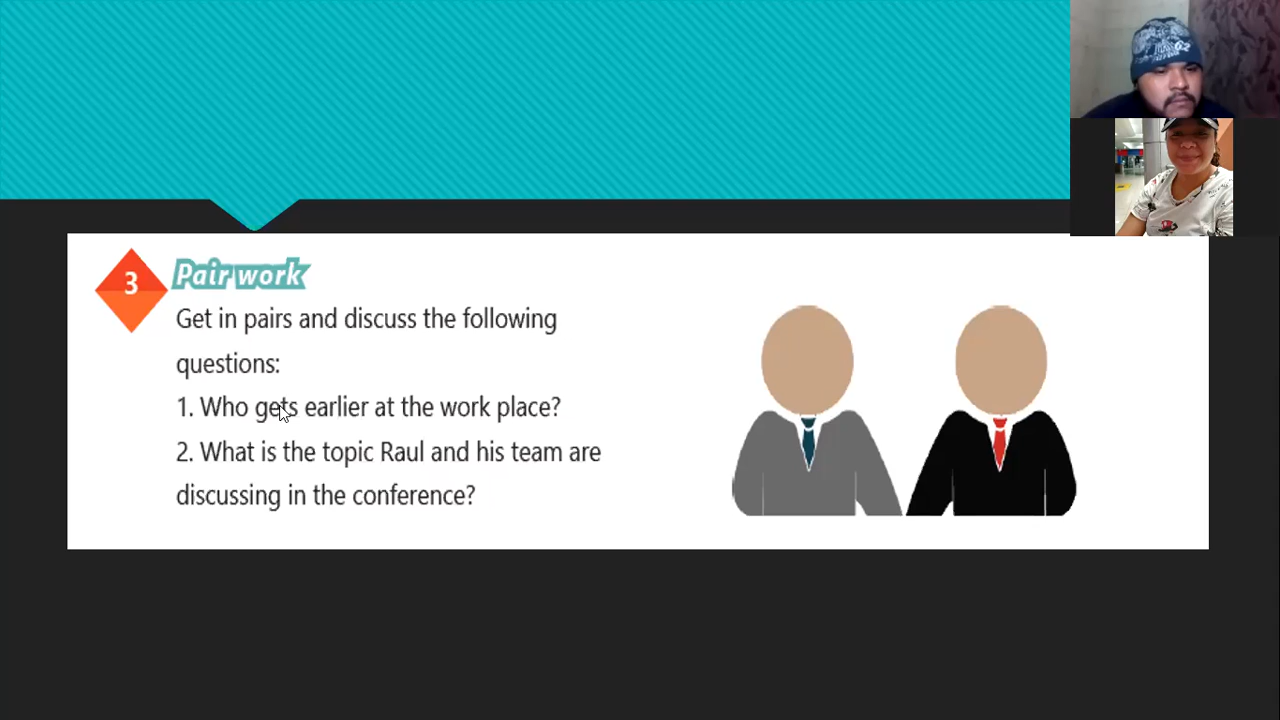 3
Pair work
Get in pairs and discuss the following
questions:
1. Who gets earlier at the work place?
2. What is the topic Raul and his team are
discussing in the conference?